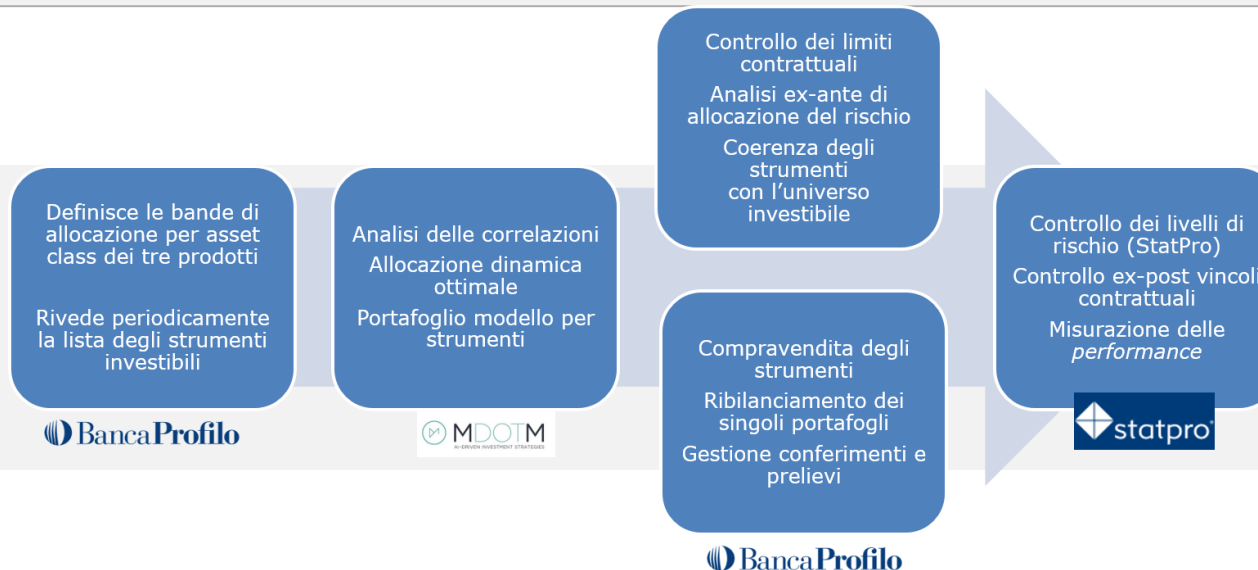 Definisce le bande di
allocazione per asset
class dei tre prodotti
Rivede periodicamente
la lista degli strumenti
investibili
BancaProfilo
Analisi delle correlazioni
Allocazione dinamica
ottimale
Portafoglio modello per
strumenti
MDOTM
AI-DRIVEN INVESTMENT STRATEGIES
Controllo dei limiti
contrattuali
Analisi ex-ante di
allocazione del rischio
Coerenza degli
strumenti
con l'universo
investibile
Compravendita degli
strumenti
Ribilanciamento dei
singoli portafogli
Gestione conferimenti e
prelievi
BancaProfilo
Controllo dei livelli di
rischio (StatPro)
Controllo ex-post vincoli
contrattuali
Misurazione delle
performance
statpro